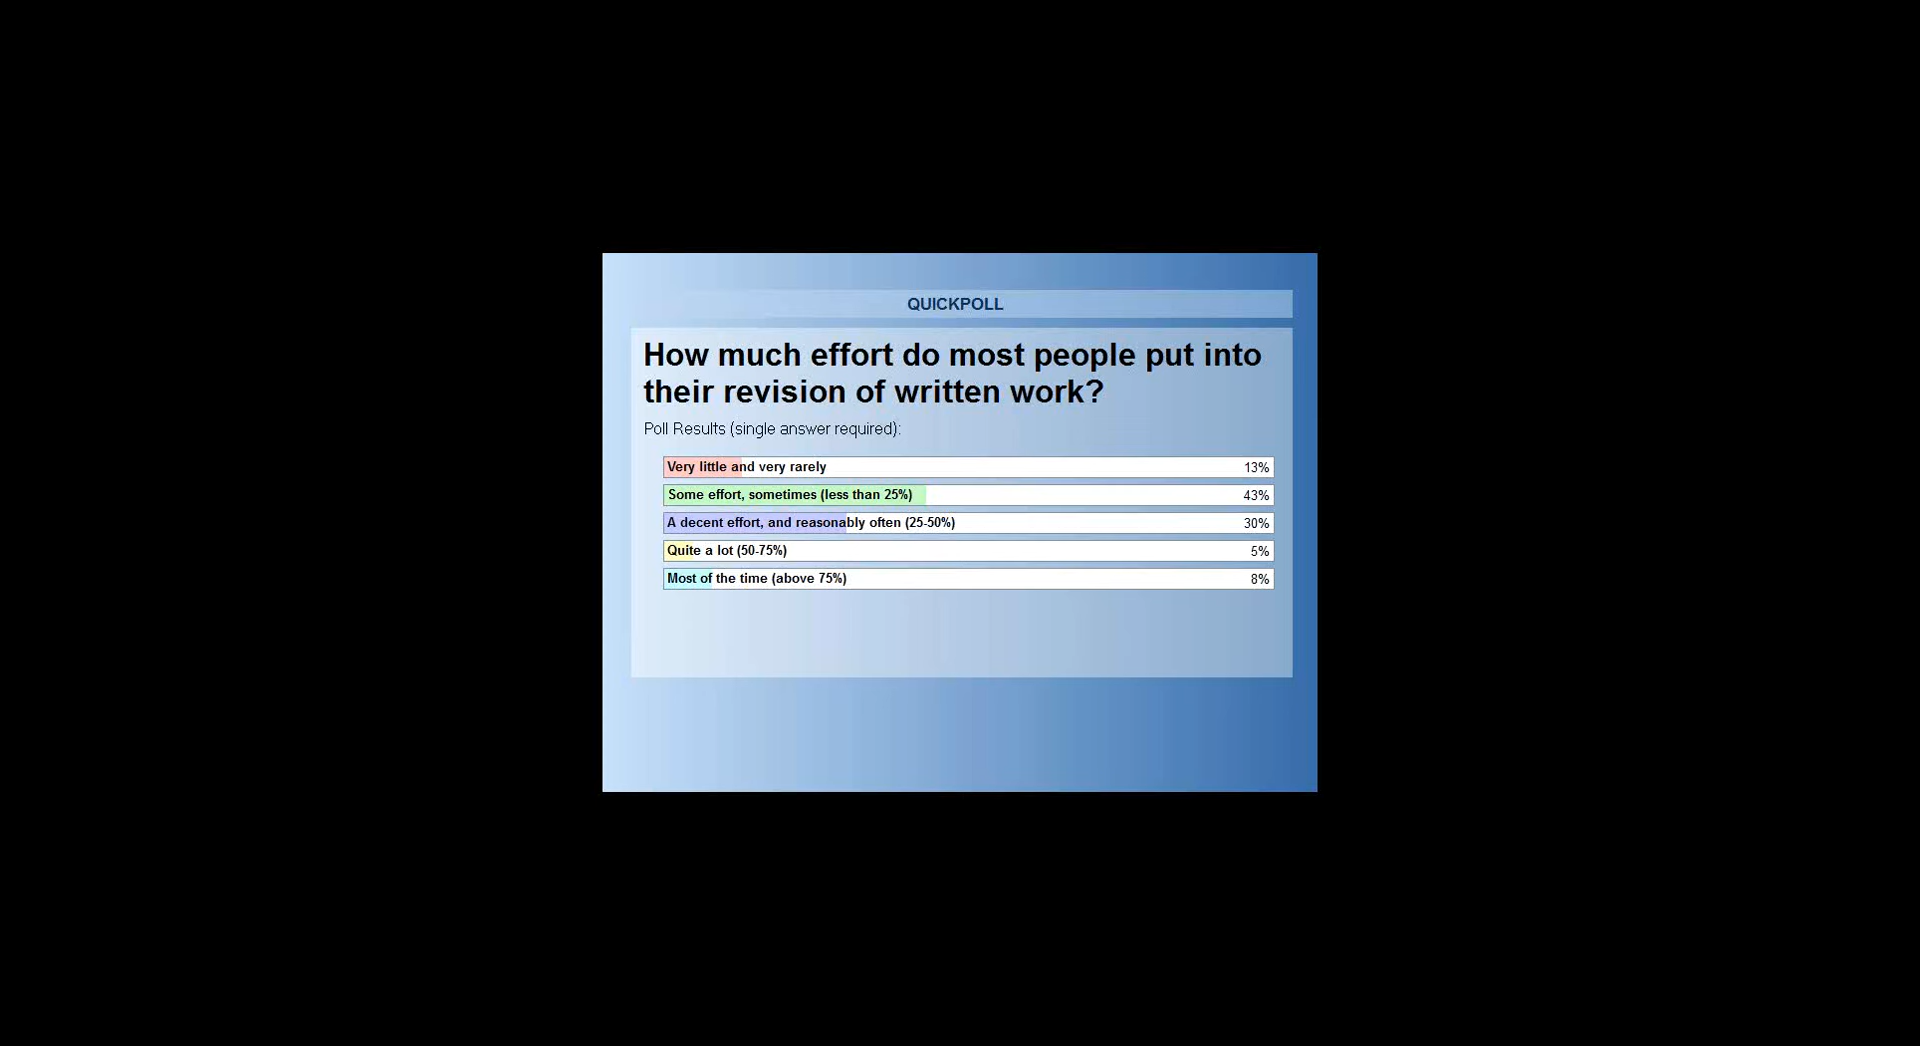 QUICKPOLL
How much effort do most people put into
their revision of written work?
Poll Results (single answer required):
Very little and very rarely 13%
Some effort, sometimes (less than 25%) 43%
A decent effort, and reasonably often (25-50%) 30%
Quite a lot (50-75%) 5%
Most of the time (above 75%) 8%